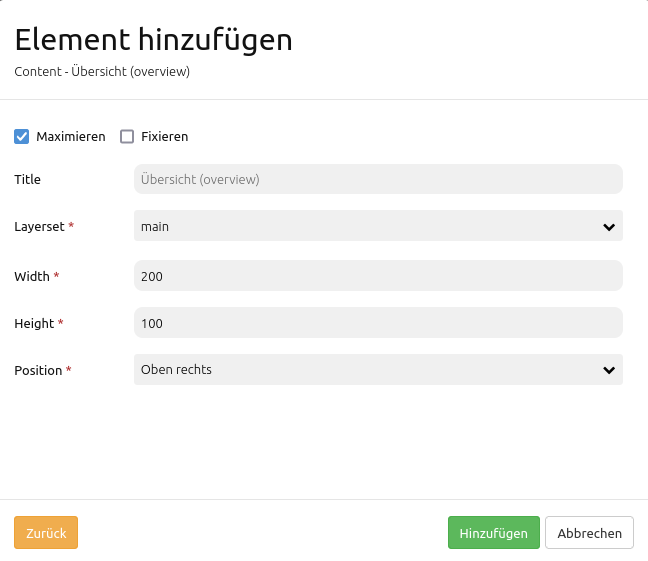 Element hinzufügen
Content - Übersicht (overview)
Maximieren Fixieren
Title Übersicht (overview)
Layerset * main
Width * 200
Height * 100
Position * Oben rechts
Zurück Hinzufügen Abbrechen